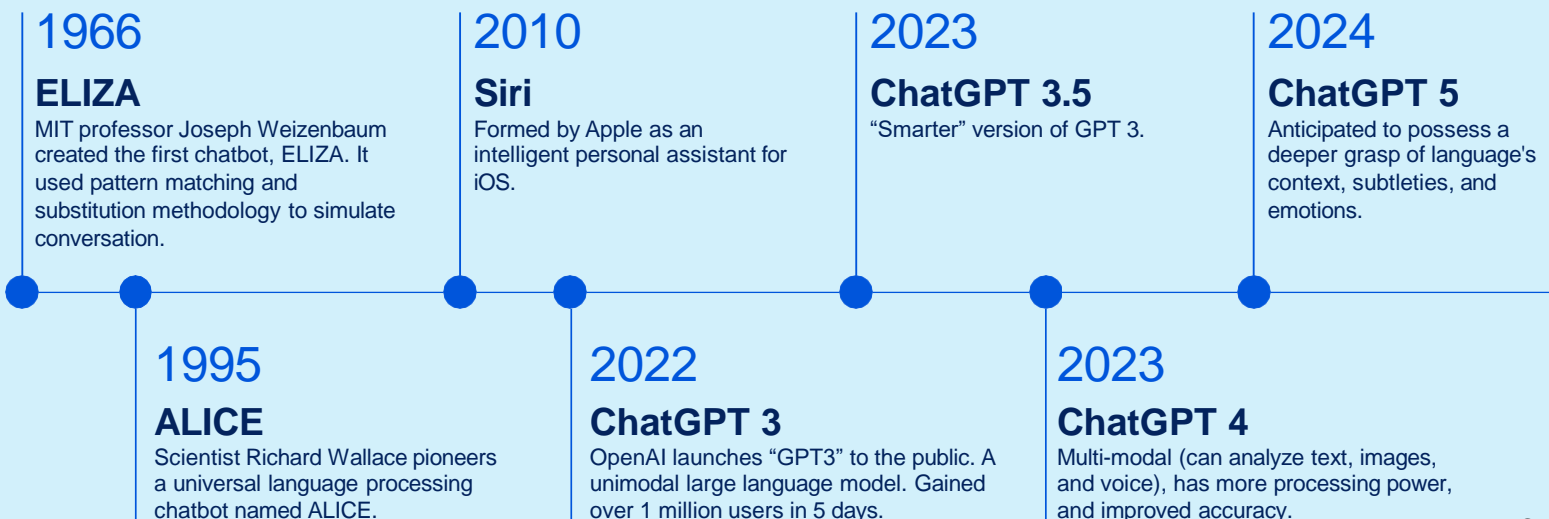 1966
ELIZA
MIT professor Joseph Weizenbaum
created the first chatbot, ELIZA. It
used pattern matching and
substitution methodology to simulate
conversation.
2010
Siri
Formed by Apple as an
intelligent personal assistant for
iOS.
2023
ChatGPT 3.5
“Smarter” version of GPT 3.
2024
ChatGPT 5
Anticipated to possess a
deeper grasp of language's
context, subtleties, and
emotions.
1995
ALICE
Scientist Richard Wallace pioneers
a universal language processing
chatbot named ALICE.
2022
ChatGPT 3
OpenAI launches “GPT3” to the public. A
unimodal large language model. Gained
over 1 million users in 5 days.
2023
ChatGPT 4
Multi-modal (can analyze text, images,
and voice), has more processing power,
and improved accuracy.